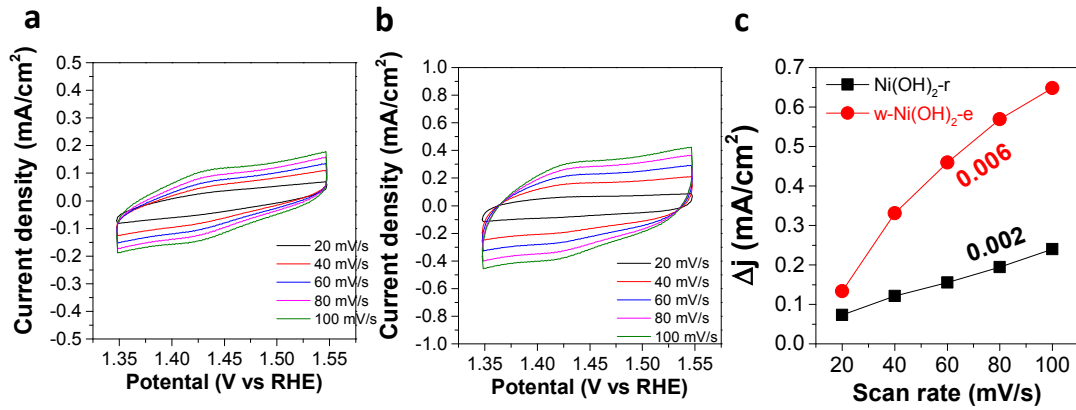 a
Current density (mA/cm²)
0.5
0.4
0.3
0.2
0.1
0.0
-0.1
-0.2
-0.3
-0.4
-0.5
20 mV/s
40 mV/s
60 mV/s
80 mV/s
100 mV/s
1.35 1.40 1.45 1.50 1.55
Potental (V vs RHE)
b
Current density (mA/cm²)
1.0
0.8
0.6
0.4
0.2
0.0
-0.2
-0.4
-0.6
-0.8
-1.0
20 mV/s
40 mV/s
60 mV/s
80 mV/s
100 mV/s
1.35 1.40 1.45 1.50 1.55
Potental (V vs RHE)
c
Δj (mA/cm²)
0.7
0.6
0.5
0.4
0.3
0.2
0.1
0.0
Ni(OH)₂-r
w-Ni(OH)₂-e
0.006
0.002
20 40 60 80 100
Scan rate (mV/s)